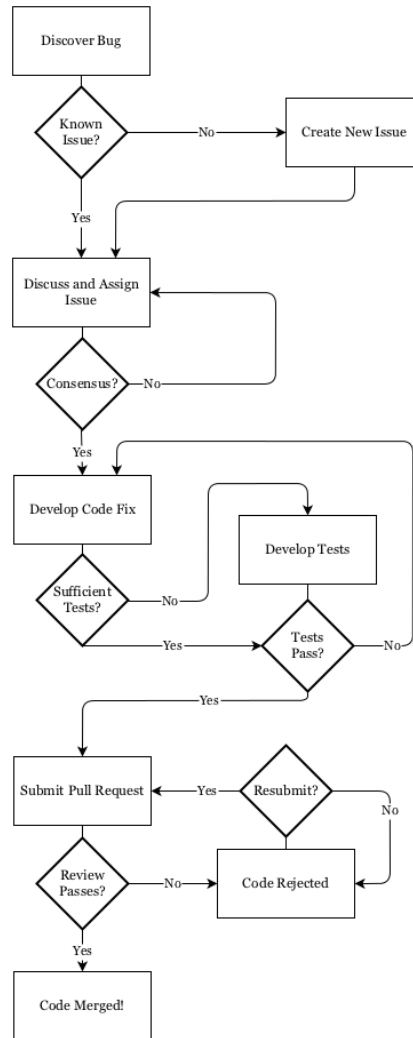 Discover Bug
Known
Issue?
No
Create New Issue
Yes
Discuss and Assign
Issue
Consensus?
No
Yes
Develop Code Fix
Develop Tests
Sufficient
Tests?
No
Tests
Pass?
Yes
No
Yes
Submit Pull Request
Yes
Resubmit?
No
Review
Passes?
No
Code Rejected
Yes
Code Merged!